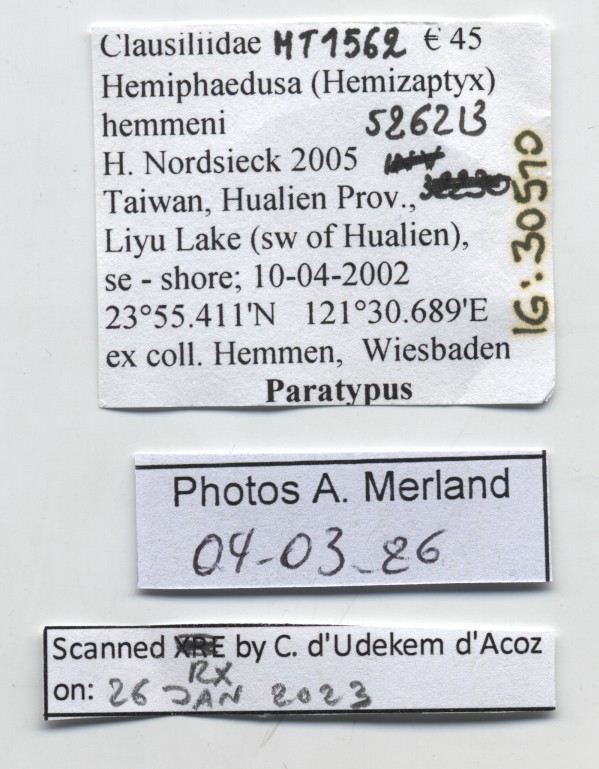 Clausiliidae MT1562 € 45
Hemiphaedusa (Hemizaptyx)
hemmeni 526213
H. Nordsieck 2005
Taiwan, Hualien Prov.,
Liyu Lake (sw of Hualien),
se - shore; 10-04-2002
23°55.411'N 121°30.689'E
ex coll. Hemmen, Wiesbaden
Paratypus
IG: 30510
Photos A. Merland
04-03-26
Scanned XRE by C. d'Udekem d'Acoz
RX
on: 26 JAN 2023